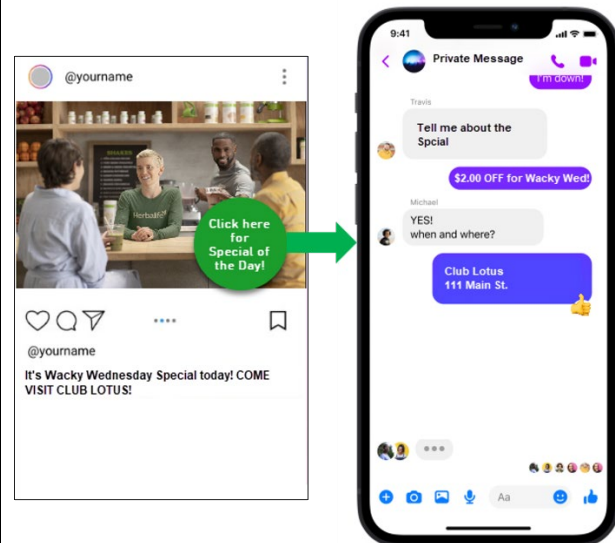 @yourname
Herbalife
Click here
for
Special of
the Day!
@yourname
It's Wacky Wednesday Special today! COME
VISIT CLUB LOTUS!
9:41
Private Message
I'm down!
Travis
Tell me about the
Spcial
$2.00 OFF for Wacky Wed!
Michael
YES!
when and where?
Club Lotus
111 Main St.
Aa